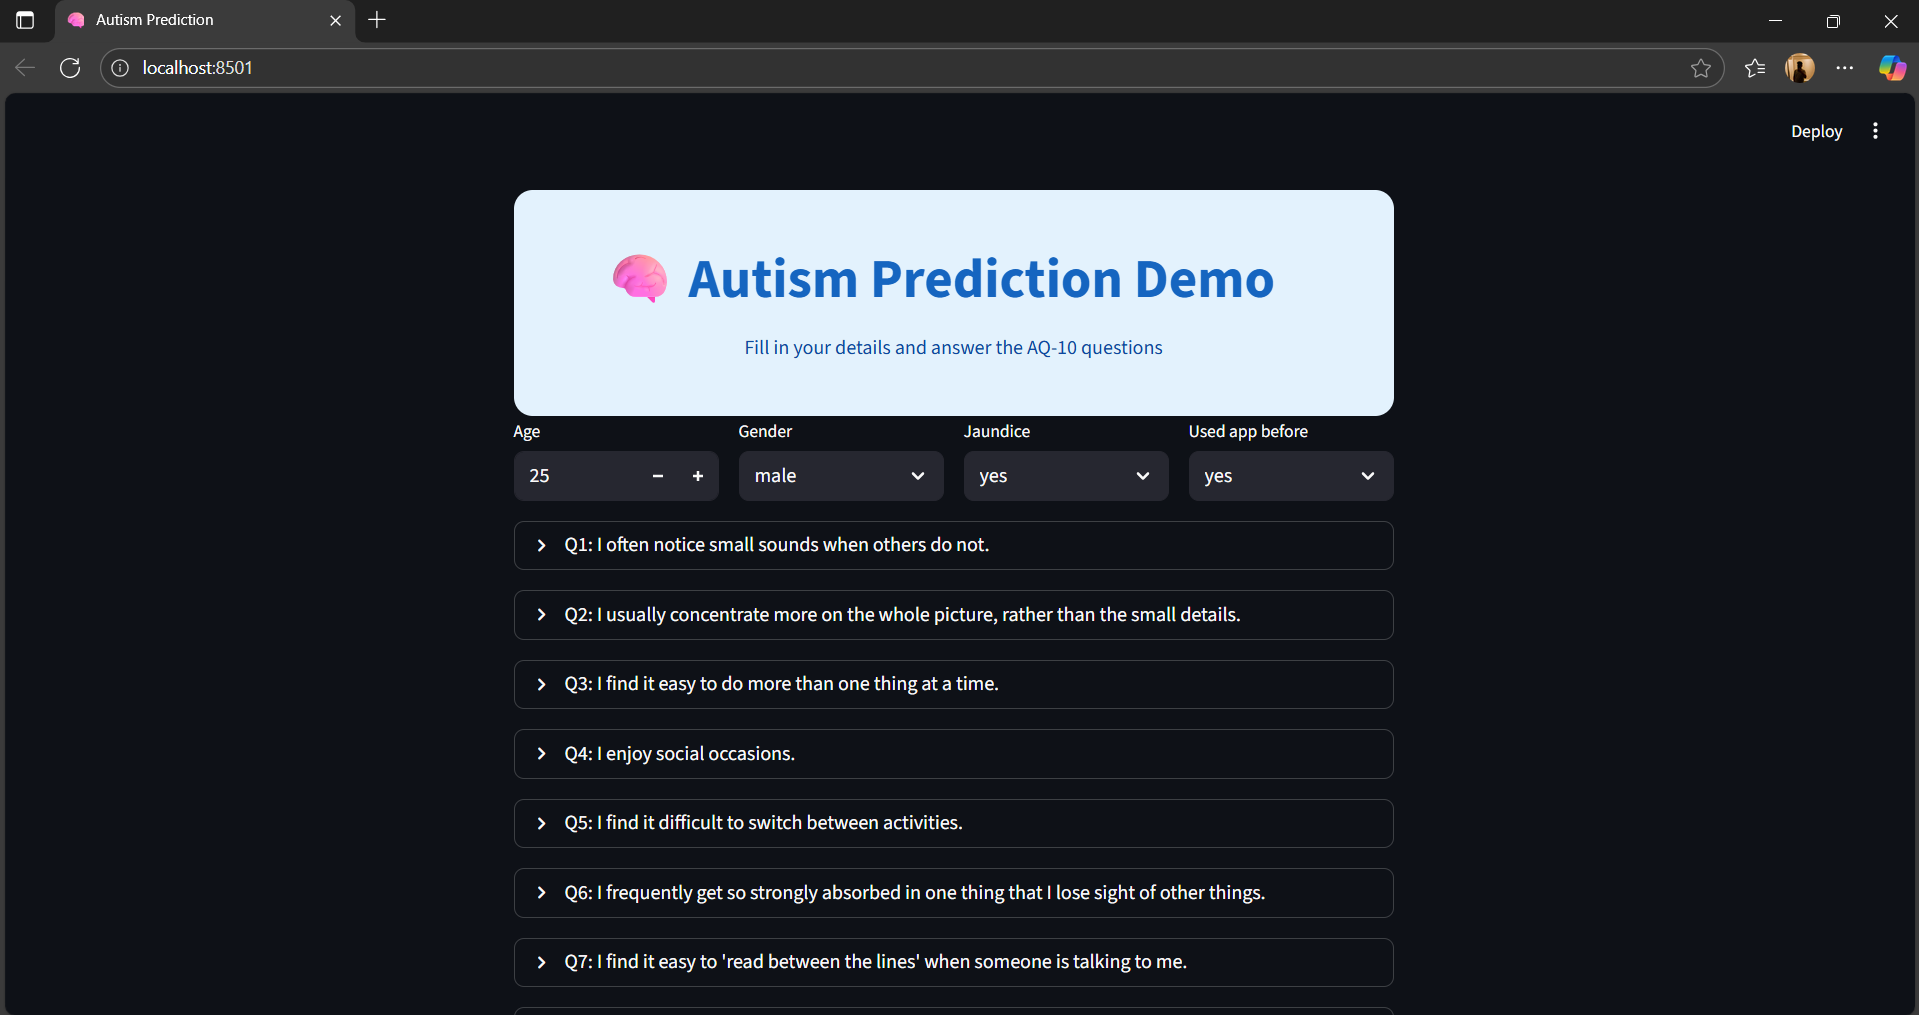 Autism Prediction
localhost:8501
Deploy
Autism Prediction Demo
Fill in your details and answer the AQ-10 questions
Age Gender Jaundice Used app before
25 male yes yes
Q1: I often notice small sounds when others do not.
Q2: I usually concentrate more on the whole picture, rather than the small details.
Q3: I find it easy to do more than one thing at a time.
Q4: I enjoy social occasions.
Q5: I find it difficult to switch between activities.
Q6: I frequently get so strongly absorbed in one thing that I lose sight of other things.
Q7: I find it easy to 'read between the lines' when someone is talking to me.